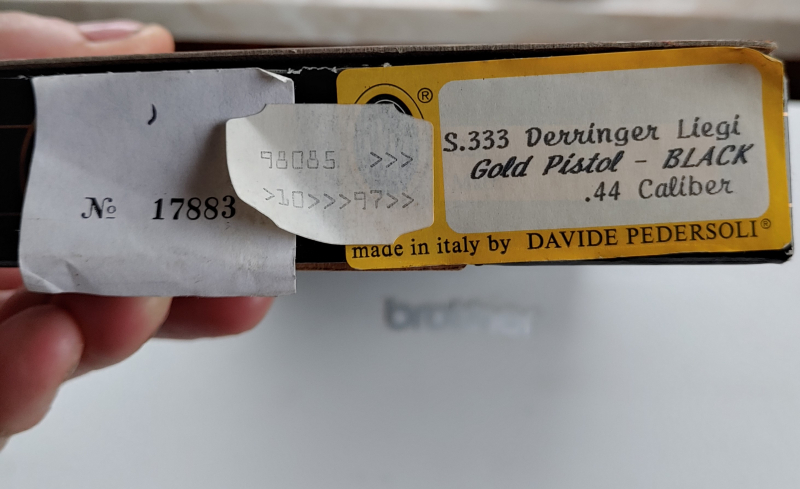 № 17883
98085 >>>
>10>>>97>>
®
S.333 Derringer Liegi
Gold Pistol - BLACK
.44 Caliber
made in italy by DAVIDE PEDERSOLI®
brother